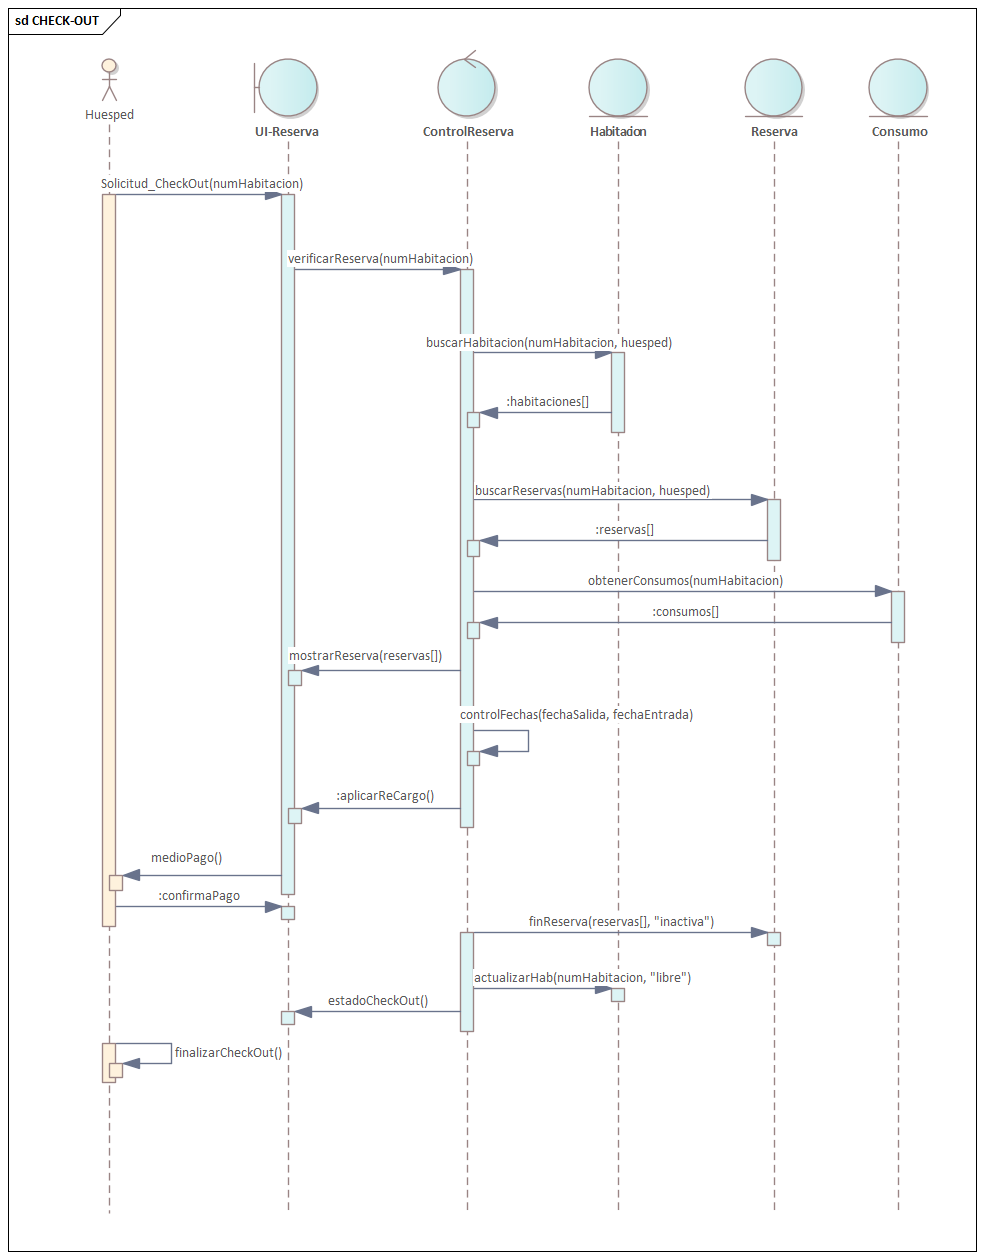 sd CHECK-OUT
Huesped
UI-Reserva
ControlReserva
Habitacion
Reserva
Consumo
Solicitud_CheckOut(numHabitacion)
verificarReserva(numHabitacion)
buscarHabitacion(numHabitacion, huesped)
:habitaciones[]
buscarReservas(numHabitacion, huesped)
:reservas[]
obtenerConsumos(numHabitacion)
:consumos[]
mostrarReserva(reservas[])
controlFechas(fechaSalida, fechaEntrada)
:aplicarReCargo()
medioPago()
:confirmaPago
finReserva(reservas[], "inactiva")
actualizarHab(numHabitacion, "libre")
estadoCheckOut()
finalizarCheckOut()